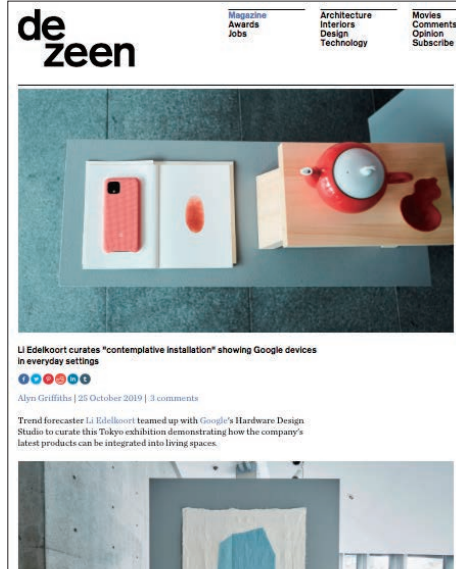 de
zeen
Magazine
Awards
Jobs
Architecture
Interiors
Design
Technology
Movies
Comments
Opinion
Subscribe
Li Edelkoort curates "contemplative installation" showing Google devices
in everyday settings
Alyn Griffiths | 25 October 2019 | 3 comments
Trend forecaster Li Edelkoort teamed up with Google's Hardware Design
Studio to curate this Tokyo exhibition demonstrating how the company's
latest products can be integrated into living spaces.